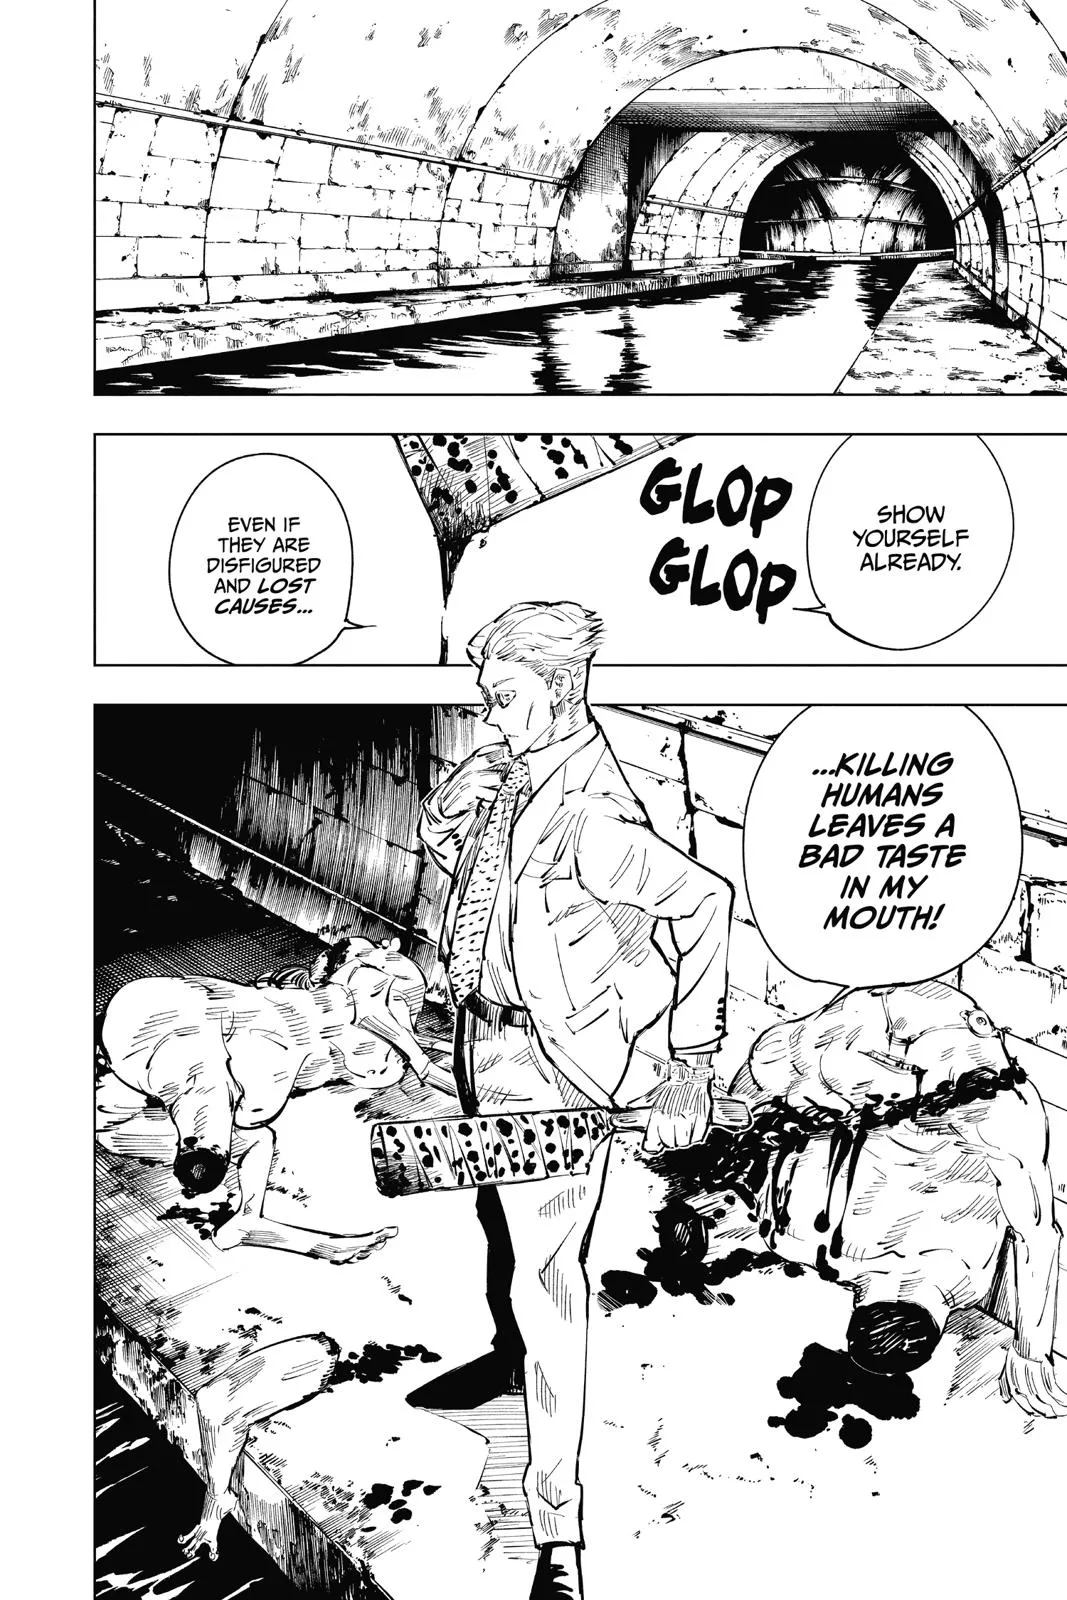 SHOW
YOURSELF
ALREADY.
GLOP
GLOP
EVEN IF
THEY ARE
DISFIGURED
AND LOST
CAUSES...
...KILLING
HUMANS
LEAVES A
BAD TASTE
IN MY
MOUTH!